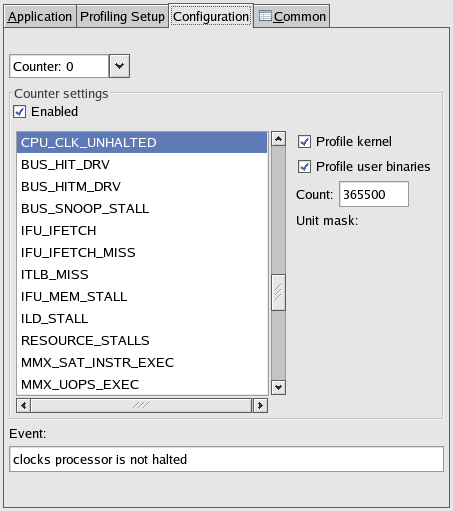 Application Profiling Setup Configuration Common
Counter: 0
Counter settings
Enabled
CPU_CLK_UNHALTED
BUS_HIT_DRV
BUS_HITM_DRV
BUS_SNOOP_STALL
IFU_IFETCH
IFU_IFETCH_MISS
ITLB_MISS
IFU_MEM_STALL
ILD_STALL
RESOURCE_STALLS
MMX_SAT_INSTR_EXEC
MMX_UOPS_EXEC
Profile kernel
Profile user binaries
Count: 365500
Unit mask:
Event:
clocks processor is not halted